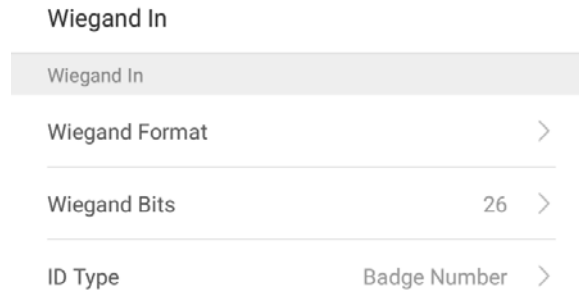 Wiegand In
Wiegand In
Wiegand Format
Wiegand Bits 26
ID Type Badge Number